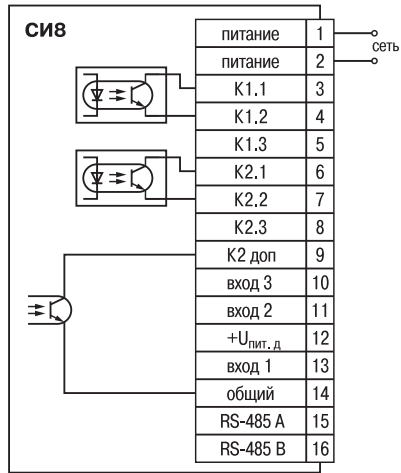 СИ8
питание 1
питание 2
сеть
К1.1 3
К1.2 4
К1.3 5
К2.1 6
К2.2 7
К2.3 8
К2 доп 9
вход 3 10
вход 2 11
+Uпит. д 12
вход 1 13
общий 14
RS-485 A 15
RS-485 B 16